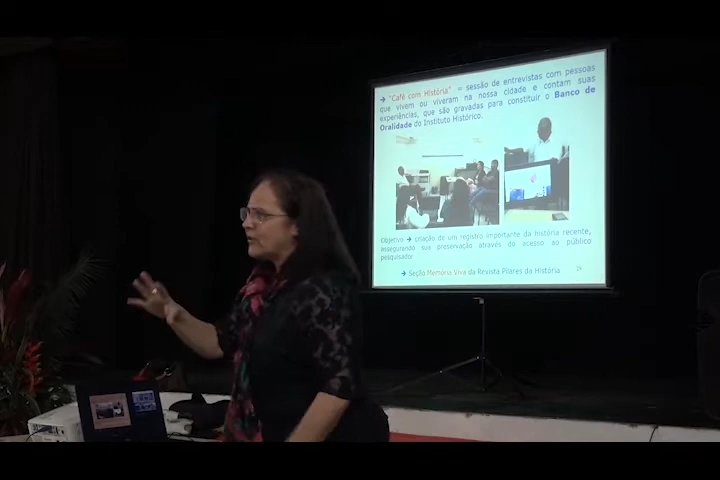 ➔ "Café com História" = sessão de entrevistas com pessoas
que vivem ou viveram na nossa cidade e contam suas
experiências, que são gravadas para constituir o Banco de
Oralidade do Instituto Histórico.
Objetivo ➔ criação de um registro importante da história recente,
assegurando sua preservação através do acesso ao público
pesquisador
➔ Seção Memória Viva da Revista Pilares da História